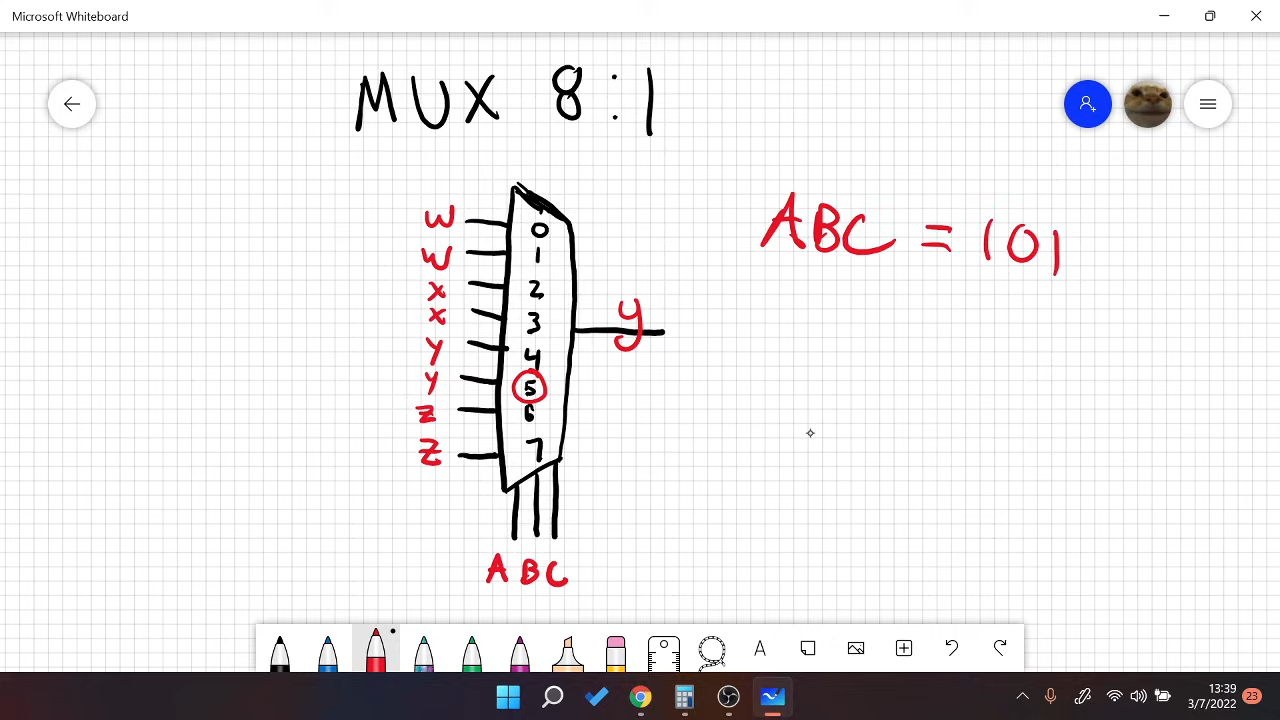 Microsoft Whiteboard
MUX 8:1
ABC = 101
W 0
W 1
X 2
X 3
y
Y 4
Y 5
Z 6
Z 7
A B C
A
13:39
3/7/2022
23